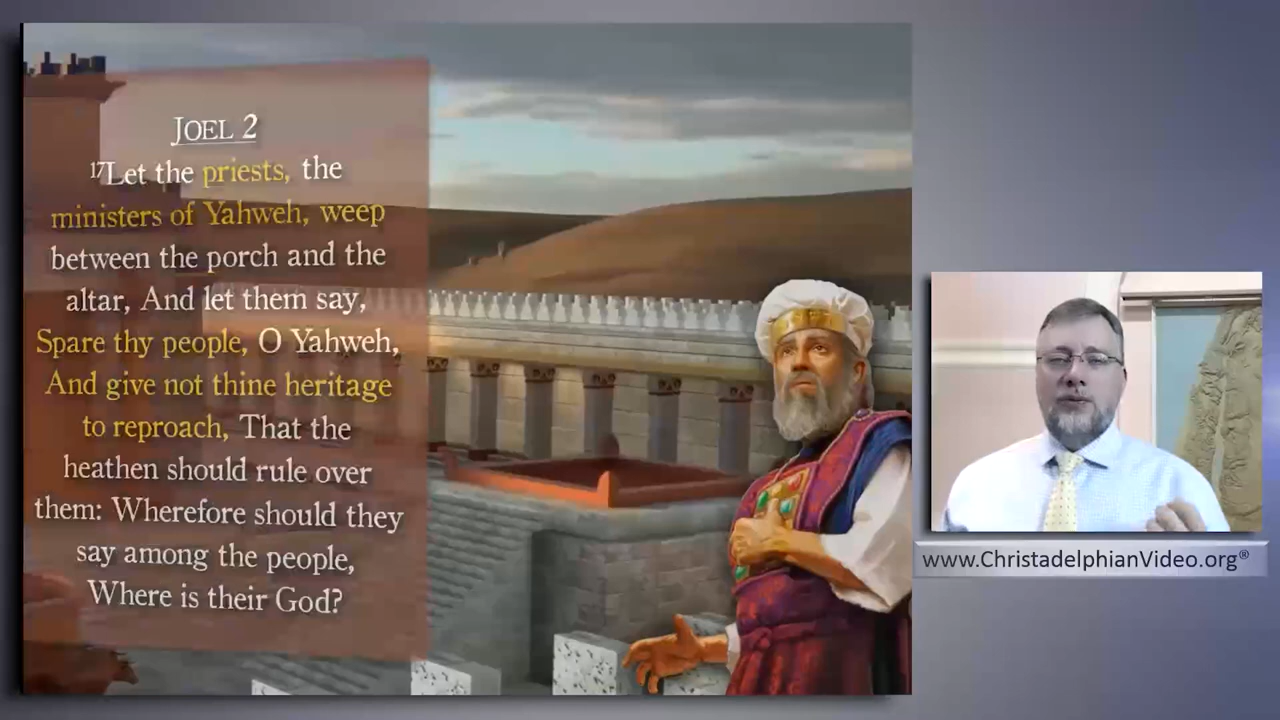 JOEL 2
17Let the priests, the
ministers of Yahweh, weep
between the porch and the
altar, And let them say,
Spare thy people, O Yahweh,
And give not thine heritage
to reproach, That the
heathen should rule over
them: Wherefore should they
say among the people,
Where is their God?
www.ChristadelphianVideo.org®